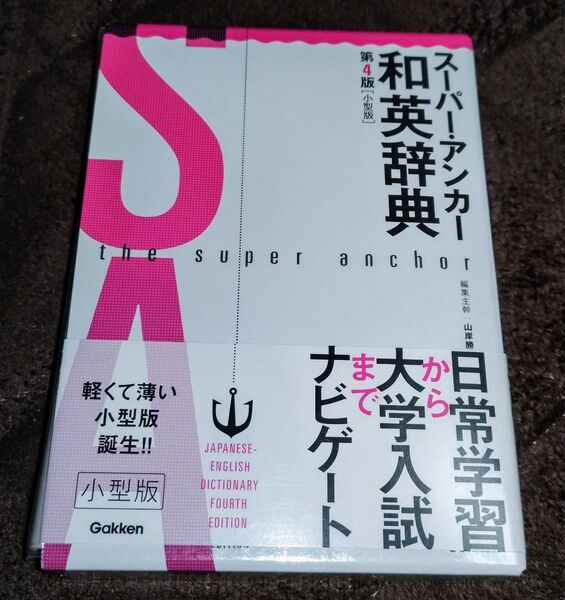 SA
スーパー・アンカー
和英辞典
第4版[小型版]
the super anchor
編集主幹:山岸勝
日常学習
から
大学入試
まで
ナビゲート
軽くて薄い
小型版
誕生!!
小型版
Gakken
JAPANESE-
ENGLISH
DICTIONARY
FOURTH
EDITION
EDITION